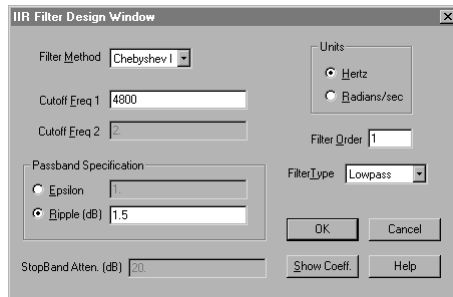 IIR Filter Design Window
Filter Method Chebyshev I
Units
Hertz
Radians/sec
Cutoff Freq 1 4800
Cutoff Freq 2 2.
Filter Order 1
Passband Specification
Epsilon 1.
Ripple (dB) 1.5
FilterType Lowpass
OK Cancel
StopBand Atten. (dB) 20.
Show Coeff. Help